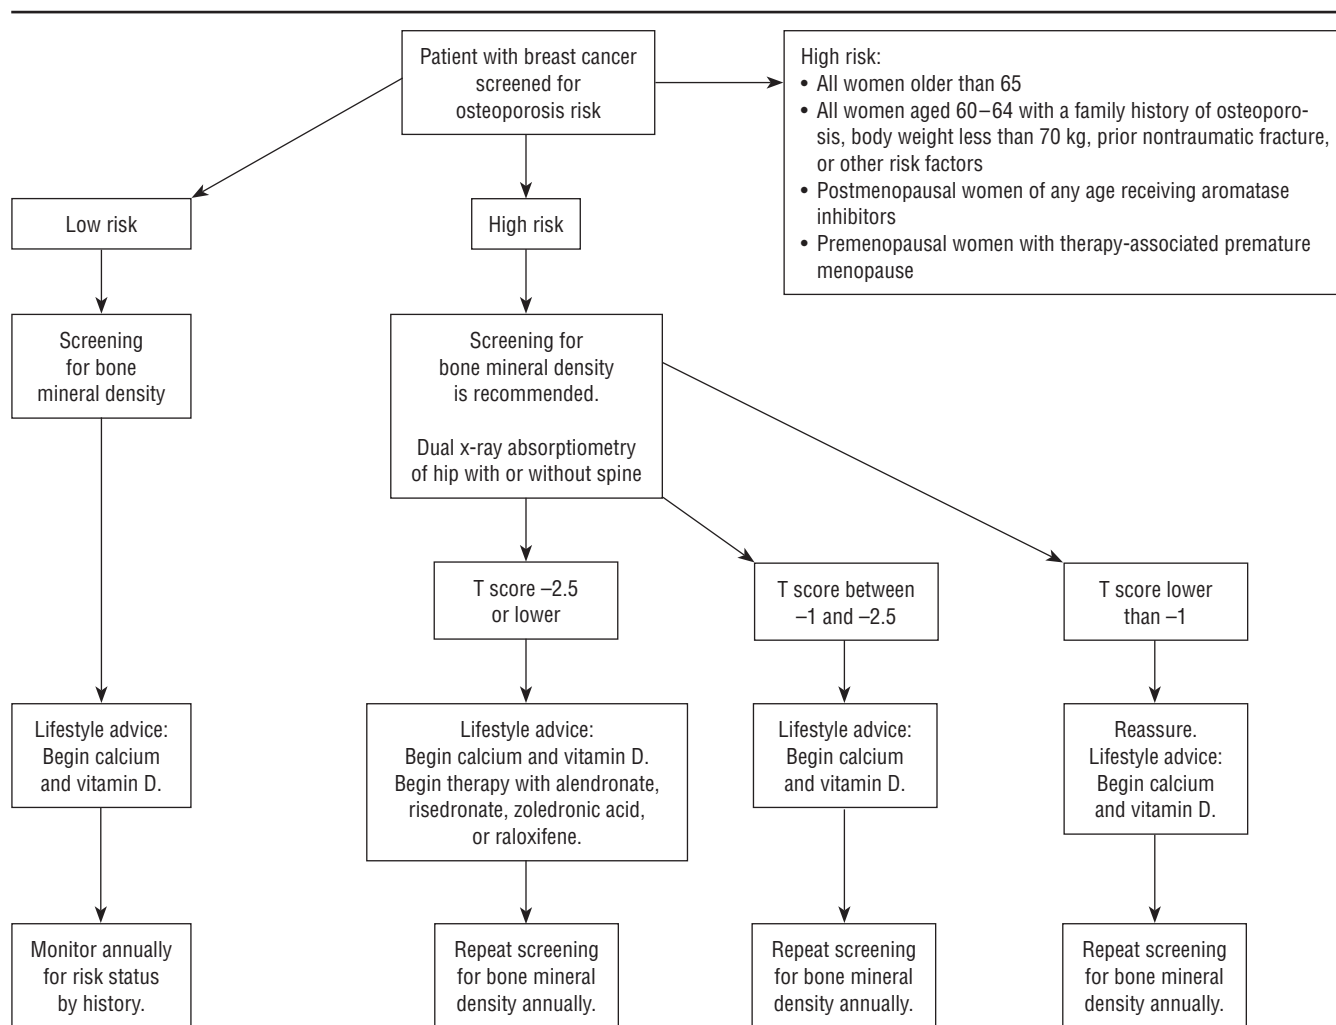 Patient with breast cancer
screened for
osteoporosis risk
High risk:
• All women older than 65
• All women aged 60–64 with a family history of osteoporo-
sis, body weight less than 70 kg, prior nontraumatic fracture,
or other risk factors
• Postmenopausal women of any age receiving aromatase
inhibitors
• Premenopausal women with therapy-associated premature
menopause
Low risk
High risk
Screening
for bone
mineral density
Screening for
bone mineral density
is recommended.
Dual x-ray absorptiometry
of hip with or without spine
T score –2.5
or lower
T score between
–1 and –2.5
T score lower
than –1
Lifestyle advice:
Begin calcium
and vitamin D.
Lifestyle advice:
Begin calcium and vitamin D.
Begin therapy with alendronate,
risedronate, zoledronic acid,
or raloxifene.
Lifestyle advice:
Begin calcium
and vitamin D.
Reassure.
Lifestyle advice:
Begin calcium
and vitamin D.
Monitor annually
for risk status
by history.
Repeat screening
for bone mineral
density annually.
Repeat screening
for bone mineral
density annually.
Repeat screening
for bone mineral
density annually.